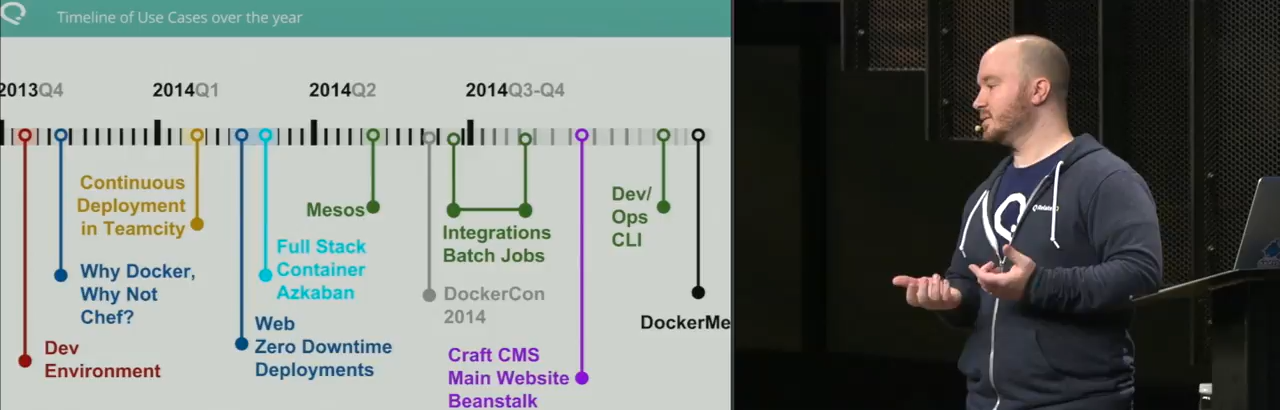 Timeline of Use Cases over the year
2013Q4
2014Q1
2014Q2
2014Q3-Q4
Continuous
Deployment
in Teamcity
Why Docker,
Why Not
Chef?
Dev
Environment
Mesos
Full Stack
Container
Azkaban
Web
Zero Downtime
Deployments
Integrations
Batch Jobs
DockerCon
2014
Craft CMS
Main Website
Beanstalk
Dev/
Ops
CLI
DockerMe